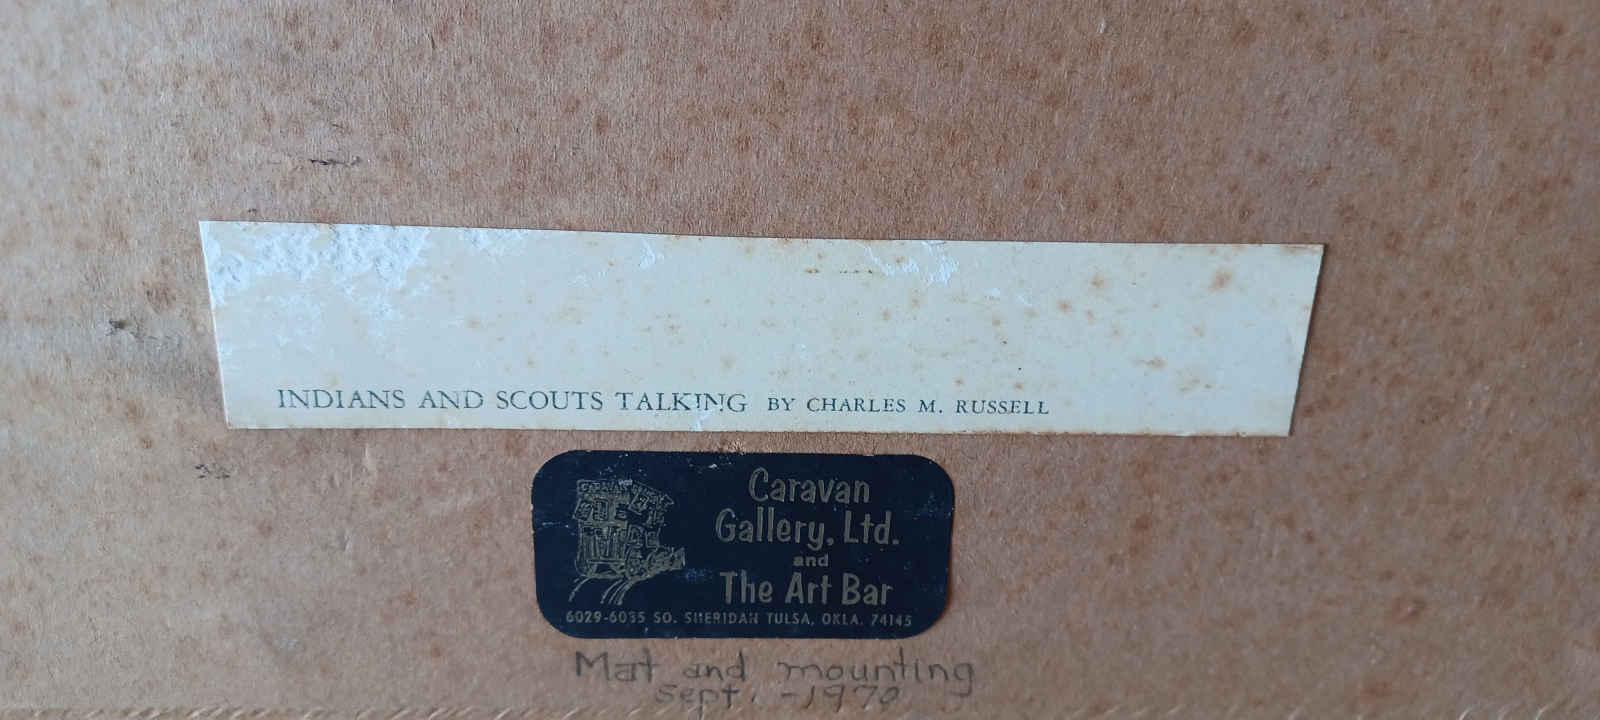 INDIANS AND SCOUTS TALKING BY CHARLES M. RUSSELL
Caravan
Gallery, Ltd.
and
The Art Bar
6029-6035 SO. SHERIDAN TULSA, OKLA. 74145
Mat and mounting
Sept. - 1970